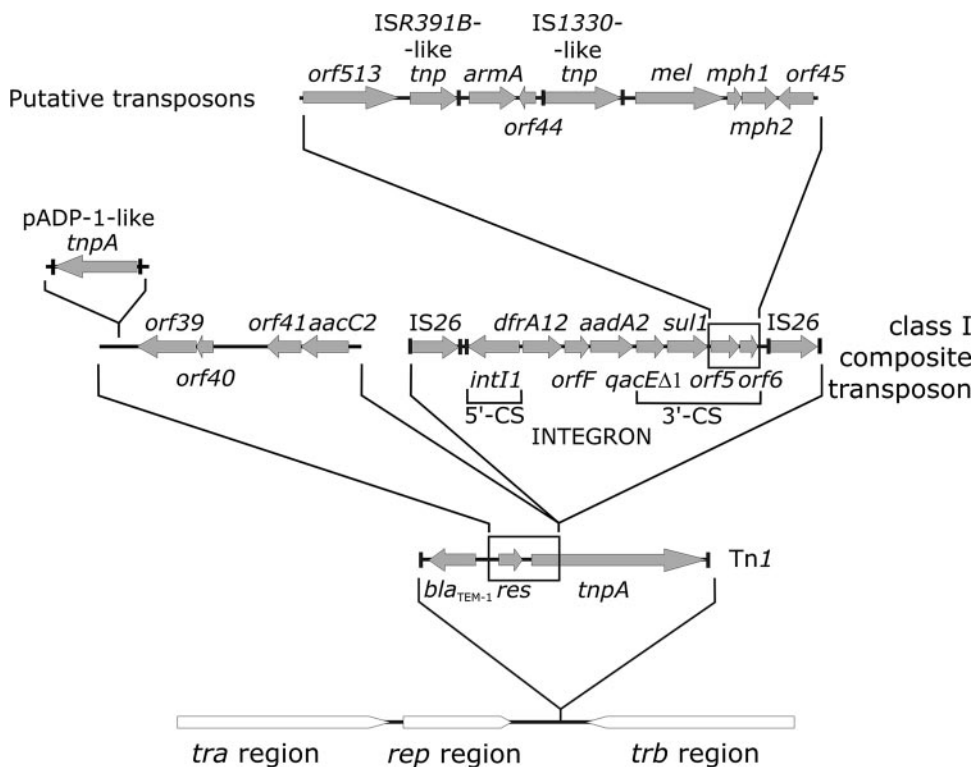 ISR391B-
-like
tnp
IS1330-
-like
tnp
orf513
armA
mel
mph1
orf45
Putative transposons
orf44
mph2
pADP-1-like
tnpA
orf39
orf41
aacC2
IS26
dfrA12
aadA2
sul1
IS26
class I
composite
transposon
orf40
intI1
orfF
qacEΔ1
orf5
orf6
5'-CS
3'-CS
INTEGRON
Tn1
blaTEM-1
res
tnpA
tra region
rep region
trb region